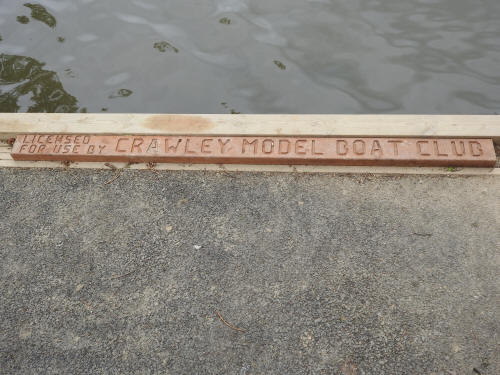 LICENSED
FOR USE BY CRAWLEY MODEL BOAT CLUB